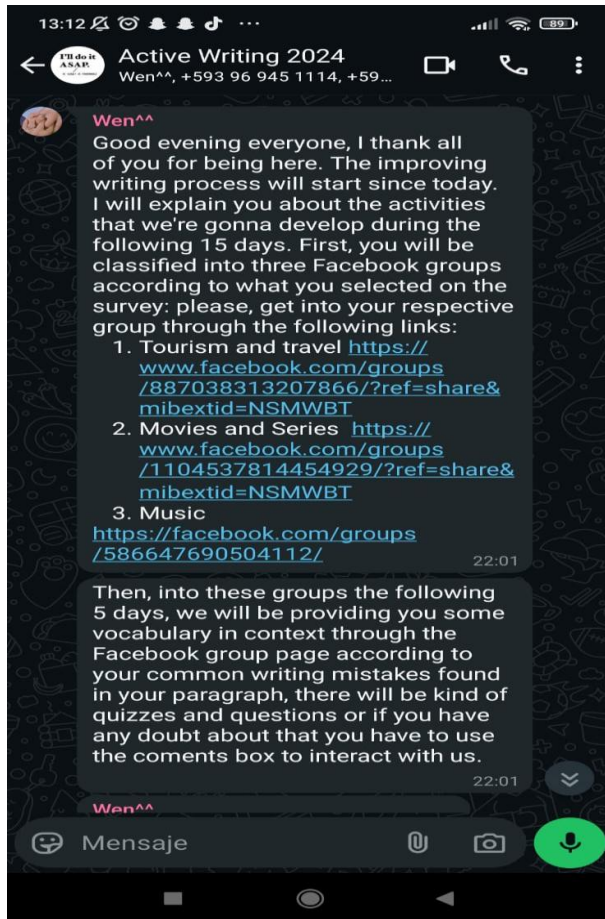 13:12
89
I'll do it
ASAP.
Active Writing 2024
Wen^^, +593 96 945 1114, +59...
Wen^^
Good evening everyone, I thank all
of you for being here. The improving
writing process will start since today.
I will explain you about the activities
that we're gonna develop during the
following 15 days. First, you will be
classified into three Facebook groups
according to what you selected on the
survey: please, get into your respective
group through the following links:
1. Tourism and travel https://
www.facebook.com/groups
/887038313207866/?ref=share&
mibextid=NSMWBT
2. Movies and Series https://
www.facebook.com/groups
/1104537814454929/?ref=share&
mibextid=NSMWBT
3. Music
https://facebook.com/groups
/586647690504112/
22:01
Then, into these groups the following
5 days, we will be providing you some
vocabulary in context through the
Facebook group page according to
your common writing mistakes found
in your paragraph, there will be kind of
quizzes and questions or if you have
any doubt about that you have to use
the coments box to interact with us.
22:01
Wen^^
Mensaje